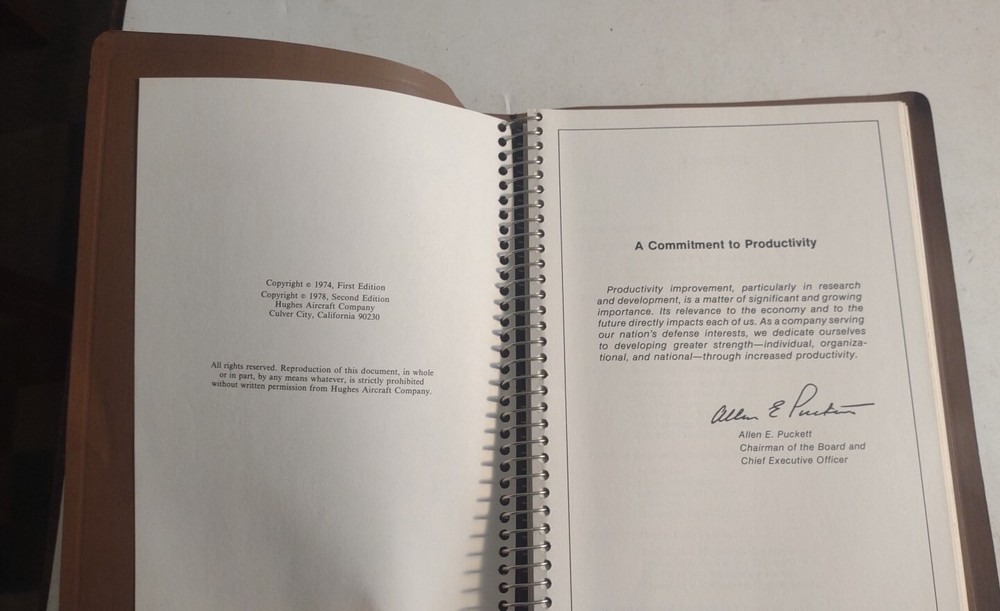 Copyright © 1974, First Edition
Copyright © 1978, Second Edition
Hughes Aircraft Company
Culver City, California 90230
All rights reserved. Reproduction of this document, in whole
or in part, by any means whatever, is strictly prohibited
without written permission from Hughes Aircraft Company.
A Commitment to Productivity
Productivity improvement, particularly in research
and development, is a matter of significant and growing
importance. Its relevance to the economy and to the
future directly impacts each of us. As a company serving
our nation's defense interests, we dedicate ourselves
to developing greater strength—individual, organiza-
tional, and national—through increased productivity.
Allen E Puckett
Allen E. Puckett
Chairman of the Board and
Chief Executive Officer